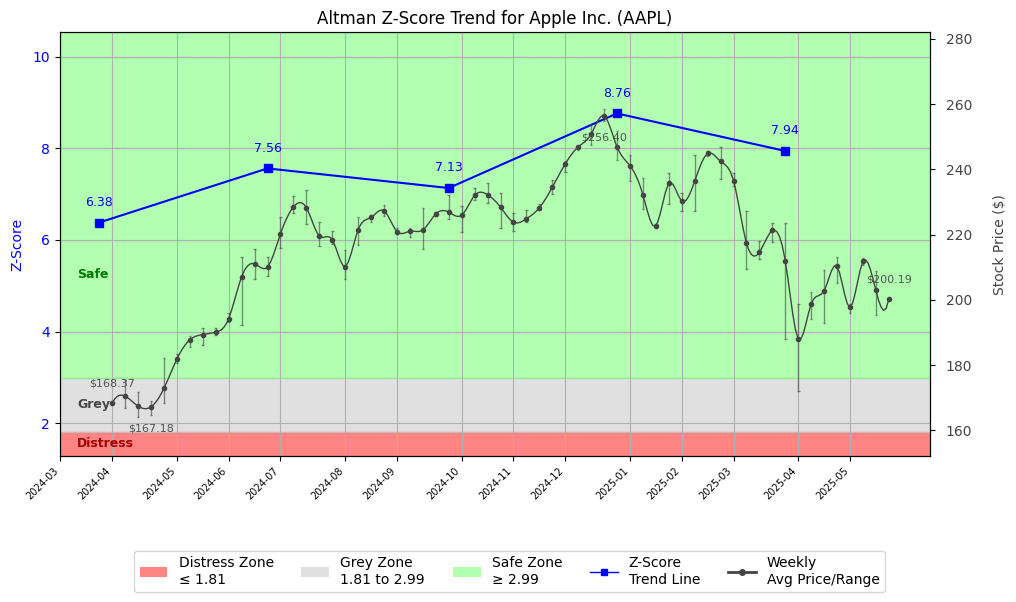 Altman Z-Score Trend for Apple Inc. (AAPL)
Z-Score
10
8
6
4
2
280
260
240
220
200
180
160
Stock Price ($)
6.38
7.56
7.13
8.76
7.94
$256.40
$200.19
$168.37
$167.18
Safe
Grey
Distress
2024-03
2024-04
2024-05
2024-06
2024-07
2024-08
2024-09
2024-10
2024-11
2024-12
2025-01
2025-02
2025-03
2025-04
2025-05
Distress Zone
≤ 1.81
Grey Zone
1.81 to 2.99
Safe Zone
≥ 2.99
Z-Score
Trend Line
Weekly
Avg Price/Range